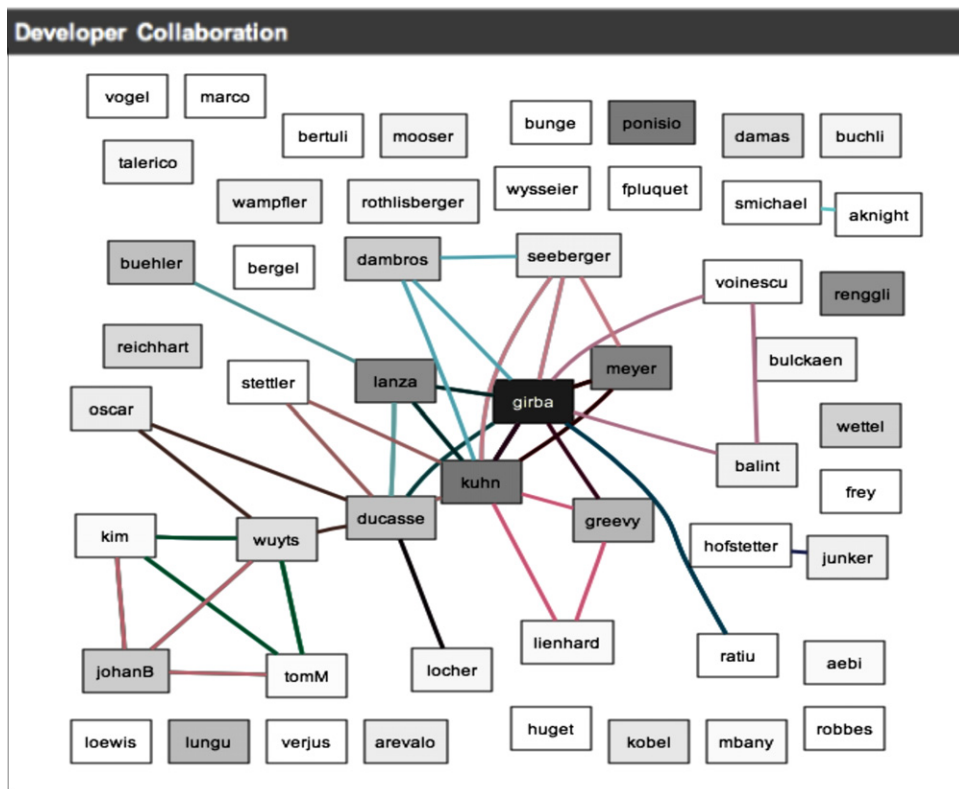 Developer Collaboration
vogel
marco
bertuli
mooser
bunge
ponisio
damas
buchli
talerico
wampfler
rothlisberger
wysseier
fpluquet
smichael
aknight
buehler
bergel
dambros
seeberger
voinescu
renggli
reichhart
stettler
lanza
girba
meyer
bulckaen
oscar
wettel
kuhn
balint
frey
kim
wuyts
ducasse
greevy
hofstetter
junker
johanB
tomM
locher
lienhard
ratiu
aebi
loewis
lungu
verjus
arevalo
huget
kobel
mbany
robbes